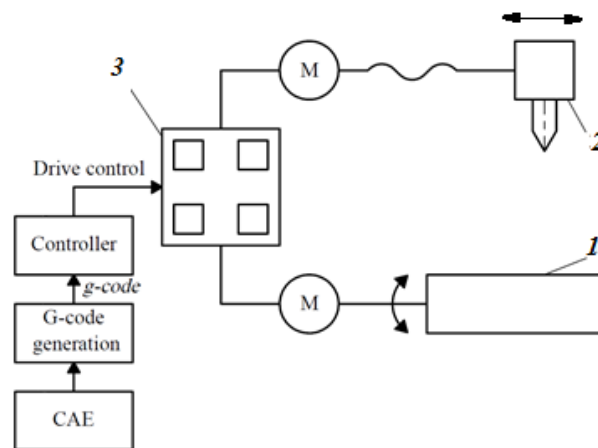 3
M
2
Drive control
Controller
1
g-code
M
G-code
generation
CAE